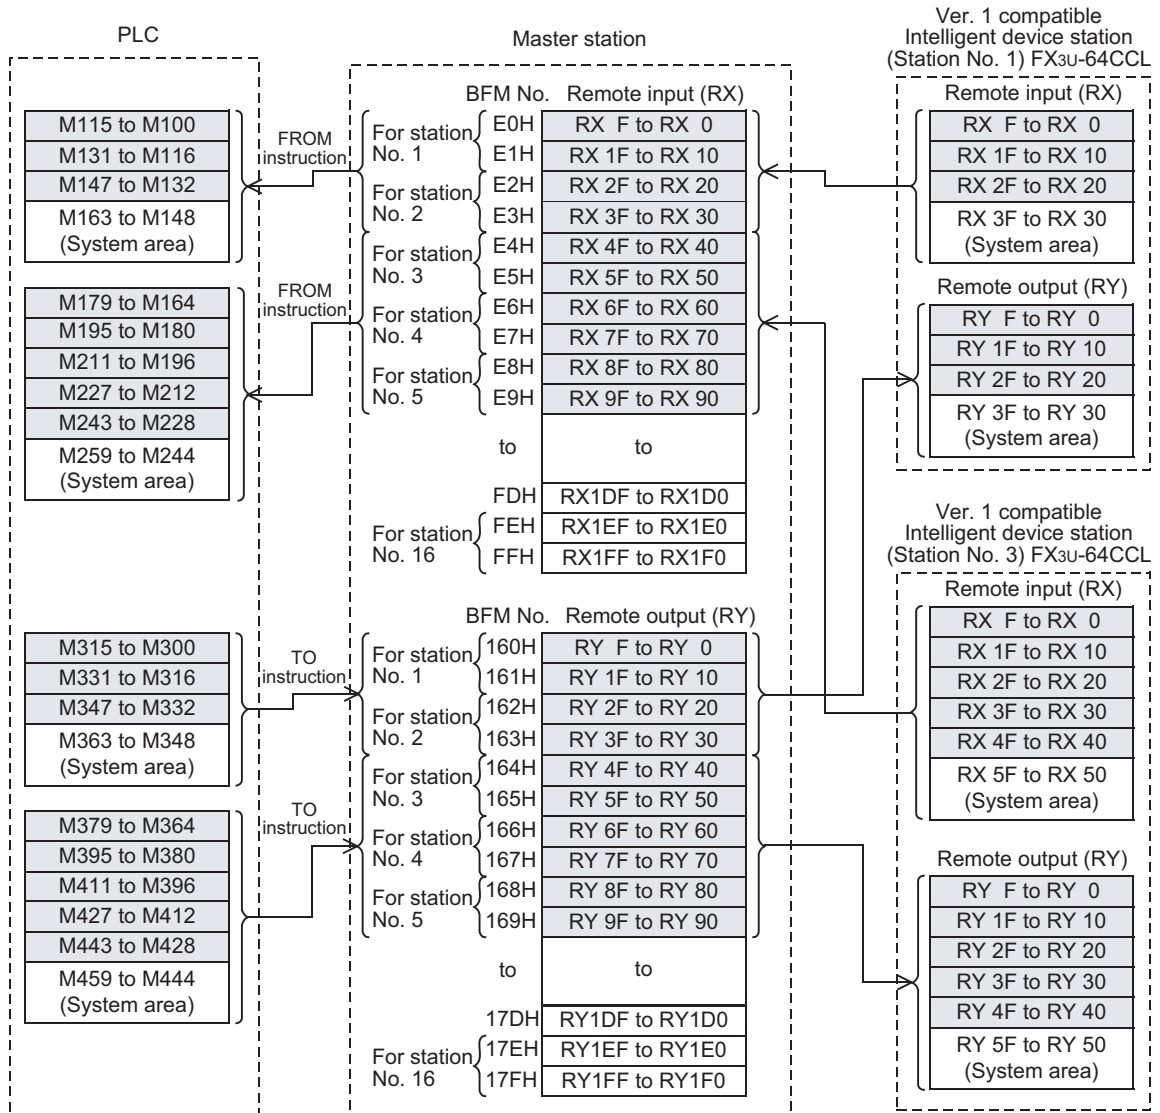 PLC
M115 to M100
M131 to M116
M147 to M132
M163 to M148
(System area)
FROM
instruction
M179 to M164
M195 to M180
M211 to M196
M227 to M212
M243 to M228
M259 to M244
(System area)
FROM
instruction
M315 to M300
M331 to M316
M347 to M332
M363 to M348
(System area)
TO
instruction
M379 to M364
M395 to M380
M411 to M396
M427 to M412
M443 to M428
M459 to M444
(System area)
TO
instruction
Master station
BFM No. Remote input (RX)
For station
No. 1
E0H RX F to RX 0
E1H RX 1F to RX 10
For station
No. 2
E2H RX 2F to RX 20
E3H RX 3F to RX 30
For station
No. 3
E4H RX 4F to RX 40
E5H RX 5F to RX 50
For station
No. 4
E6H RX 6F to RX 60
E7H RX 7F to RX 70
For station
No. 5
E8H RX 8F to RX 80
E9H RX 9F to RX 90
to to
FDH RX1DF to RX1D0
For station
No. 16
FEH RX1EF to RX1E0
FFH RX1FF to RX1F0
BFM No. Remote output (RY)
For station
No. 1
160H RY F to RY 0
161H RY 1F to RY 10
For station
No. 2
162H RY 2F to RY 20
163H RY 3F to RY 30
For station
No. 3
164H RY 4F to RY 40
165H RY 5F to RY 50
For station
No. 4
166H RY 6F to RY 60
167H RY 7F to RY 70
For station
No. 5
168H RY 8F to RY 80
169H RY 9F to RY 90
to to
17DH RY1DF to RY1D0
For station
No. 16
17EH RY1EF to RY1E0
17FH RY1FF to RY1F0
Ver. 1 compatible
Intelligent device station
(Station No. 1) FX3U-64CCL
Remote input (RX)
RX F to RX 0
RX 1F to RX 10
RX 2F to RX 20
RX 3F to RX 30
(System area)
Remote output (RY)
RY F to RY 0
RY 1F to RY 10
RY 2F to RY 20
RY 3F to RY 30
(System area)
Ver. 1 compatible
Intelligent device station
(Station No. 3) FX3U-64CCL
Remote input (RX)
RX F to RX 0
RX 1F to RX 10
RX 2F to RX 20
RX 3F to RX 30
RX 4F to RX 40
RX 5F to RX 50
(System area)
Remote output (RY)
RY F to RY 0
RY 1F to RY 10
RY 2F to RY 20
RY 3F to RY 30
RY 4F to RY 40
RY 5F to RY 50
(System area)